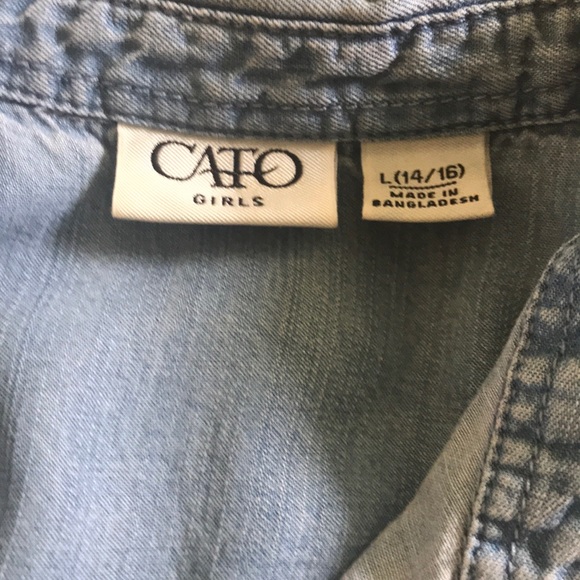 CATO
GIRLS
L(14/16)
MADE IN
BANGLADESH